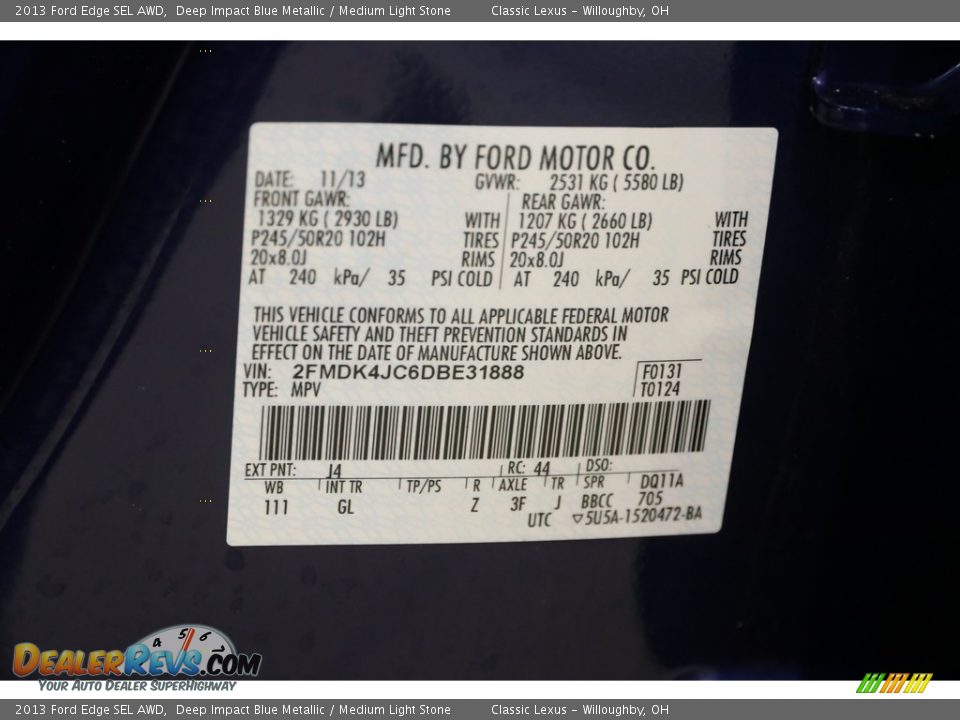 2013 Ford Edge SEL AWD, Deep Impact Blue Metallic / Medium Light Stone Classic Lexus - Willoughby, OH
MFD. BY FORD MOTOR CO.
DATE: 11/13 GVWR: 2531 KG ( 5580 LB)
FRONT GAWR: REAR GAWR:
1329 KG ( 2930 LB) WITH 1207 KG ( 2660 LB) WITH
P245/50R20 102H TIRES P245/50R20 102H TIRES
20x8.0J RIMS 20x8.0J RIMS
AT 240 kPa/ 35 PSI COLD AT 240 kPa/ 35 PSI COLD
THIS VEHICLE CONFORMS TO ALL APPLICABLE FEDERAL MOTOR
VEHICLE SAFETY AND THEFT PREVENTION STANDARDS IN
EFFECT ON THE DATE OF MANUFACTURE SHOWN ABOVE.
VIN: 2FMDK4JC6DBE31888 F0131
TYPE: MPV T0124
EXT PNT: J4 RC: 44 DSO:
WB INT TR TP/PS R AXLE TR SPR DQ11A
111 GL Z 3F J BBCC 705
UTC ▽5U5A-1520472-BA
4 5 6
DEALERREVS.COM
YOUR AUTO DEALER SUPERHIGHWAY
2013 Ford Edge SEL AWD, Deep Impact Blue Metallic / Medium Light Stone Classic Lexus - Willoughby, OH